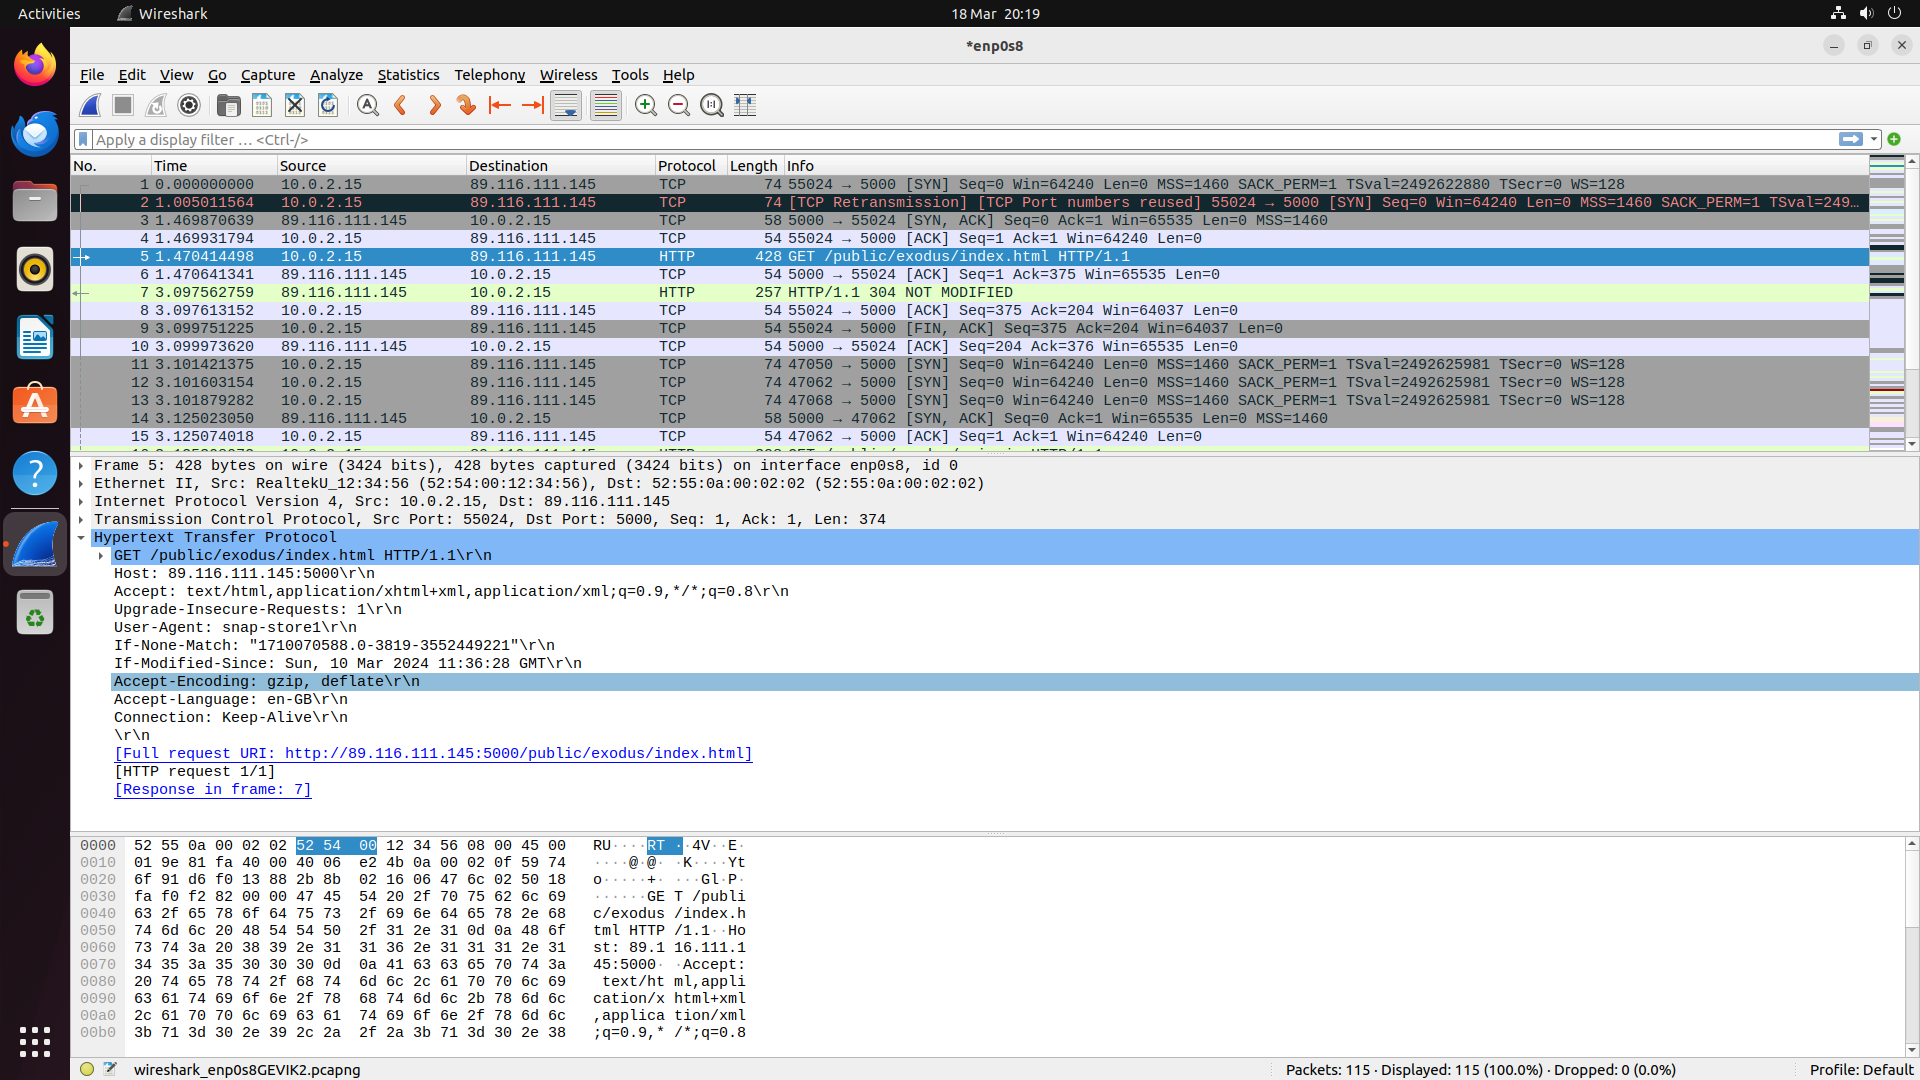 Activities Wireshark 18 Mar 20:19
*enp0s8
File Edit View Go Capture Analyze Statistics Telephony Wireless Tools Help
Apply a display filter … <Ctrl-/>
No. Time Source Destination Protocol Length Info
1 0.000000000 10.0.2.15 89.116.111.145 TCP 74 55024 → 5000 [SYN] Seq=0 Win=64240 Len=0 MSS=1460 SACK_PERM=1 TSval=2492622880 TSecr=0 WS=128
2 1.005011564 10.0.2.15 89.116.111.145 TCP 74 [TCP Retransmission] [TCP Port numbers reused] 55024 → 5000 [SYN] Seq=0 Win=64240 Len=0 MSS=1460 SACK_PERM=1 TSval=249…
3 1.469870639 89.116.111.145 10.0.2.15 TCP 58 5000 → 55024 [SYN, ACK] Seq=0 Ack=1 Win=65535 Len=0 MSS=1460
4 1.469931794 10.0.2.15 89.116.111.145 TCP 54 55024 → 5000 [ACK] Seq=1 Ack=1 Win=64240 Len=0
5 1.470414498 10.0.2.15 89.116.111.145 HTTP 428 GET /public/exodus/index.html HTTP/1.1
6 1.470641341 89.116.111.145 10.0.2.15 TCP 54 5000 → 55024 [ACK] Seq=1 Ack=375 Win=65535 Len=0
7 3.097562759 89.116.111.145 10.0.2.15 HTTP 257 HTTP/1.1 304 NOT MODIFIED
8 3.097613152 10.0.2.15 89.116.111.145 TCP 54 55024 → 5000 [ACK] Seq=375 Ack=204 Win=64037 Len=0
9 3.099751225 10.0.2.15 89.116.111.145 TCP 54 55024 → 5000 [FIN, ACK] Seq=375 Ack=204 Win=64037 Len=0
10 3.099973620 89.116.111.145 10.0.2.15 TCP 54 5000 → 55024 [ACK] Seq=204 Ack=376 Win=65535 Len=0
11 3.101421375 10.0.2.15 89.116.111.145 TCP 74 47050 → 5000 [SYN] Seq=0 Win=64240 Len=0 MSS=1460 SACK_PERM=1 TSval=2492625981 TSecr=0 WS=128
12 3.101603154 10.0.2.15 89.116.111.145 TCP 74 47062 → 5000 [SYN] Seq=0 Win=64240 Len=0 MSS=1460 SACK_PERM=1 TSval=2492625981 TSecr=0 WS=128
13 3.101879282 10.0.2.15 89.116.111.145 TCP 74 47068 → 5000 [SYN] Seq=0 Win=64240 Len=0 MSS=1460 SACK_PERM=1 TSval=2492625981 TSecr=0 WS=128
14 3.125023050 89.116.111.145 10.0.2.15 TCP 58 5000 → 47062 [SYN, ACK] Seq=0 Ack=1 Win=65535 Len=0 MSS=1460
15 3.125074018 10.0.2.15 89.116.111.145 TCP 54 47062 → 5000 [ACK] Seq=1 Ack=1 Win=64240 Len=0
Frame 5: 428 bytes on wire (3424 bits), 428 bytes captured (3424 bits) on interface enp0s8, id 0
Ethernet II, Src: RealtekU_12:34:56 (52:54:00:12:34:56), Dst: 52:55:0a:00:02:02 (52:55:0a:00:02:02)
Internet Protocol Version 4, Src: 10.0.2.15, Dst: 89.116.111.145
Transmission Control Protocol, Src Port: 55024, Dst Port: 5000, Seq: 1, Ack: 1, Len: 374
Hypertext Transfer Protocol
GET /public/exodus/index.html HTTP/1.1\r\n
Host: 89.116.111.145:5000\r\n
Accept: text/html,application/xhtml+xml,application/xml;q=0.9,*/*;q=0.8\r\n
Upgrade-Insecure-Requests: 1\r\n
User-Agent: snap-store1\r\n
If-None-Match: "1710070588.0-3819-3552449221"\r\n
If-Modified-Since: Sun, 10 Mar 2024 11:36:28 GMT\r\n
Accept-Encoding: gzip, deflate\r\n
Accept-Language: en-GB\r\n
Connection: Keep-Alive\r\n
\r\n
[Full request URI: http://89.116.111.145:5000/public/exodus/index.html]
[HTTP request 1/1]
[Response in frame: 7]
0000 52 55 0a 00 02 02 52 54 00 12 34 56 08 00 45 00 RU····RT ··4V··E·
0010 01 9e 81 fa 40 00 40 06 e2 4b 0a 00 02 0f 59 74 ····@·@· ·K····Yt
0020 6f 91 d6 f0 13 88 2b 8b 02 16 06 47 6c 02 50 18 o·····+· ···Gl·P·
0030 fa f0 f2 82 00 00 47 45 54 20 2f 70 75 62 6c 69 ······GE T /publi
0040 63 2f 65 78 6f 64 75 73 2f 69 6e 64 65 78 2e 68 c/exodus /index.h
0050 74 6d 6c 20 48 54 54 50 2f 31 2e 31 0d 0a 48 6f tml HTTP /1.1··Ho
0060 73 74 3a 20 38 39 2e 31 31 36 2e 31 31 31 2e 31 st: 89.1 16.111.1
0070 34 35 3a 35 30 30 30 0d 0a 41 63 63 65 70 74 3a 45:5000· ·Accept:
0080 20 74 65 78 74 2f 68 74 6d 6c 2c 61 70 70 6c 69 text/ht ml,appli
0090 63 61 74 69 6f 6e 2f 78 68 74 6d 6c 2b 78 6d 6c cation/x html+xml
00a0 2c 61 70 70 6c 69 63 61 74 69 6f 6e 2f 78 6d 6c ,applica tion/xml
00b0 3b 71 3d 30 2e 39 2c 2a 2f 2a 3b 71 3d 30 2e 38 ;q=0.9,* /*;q=0.8
wireshark_enp0s8GEVIK2.pcapng Packets: 115 · Displayed: 115 (100.0%) · Dropped: 0 (0.0%) Profile: Default